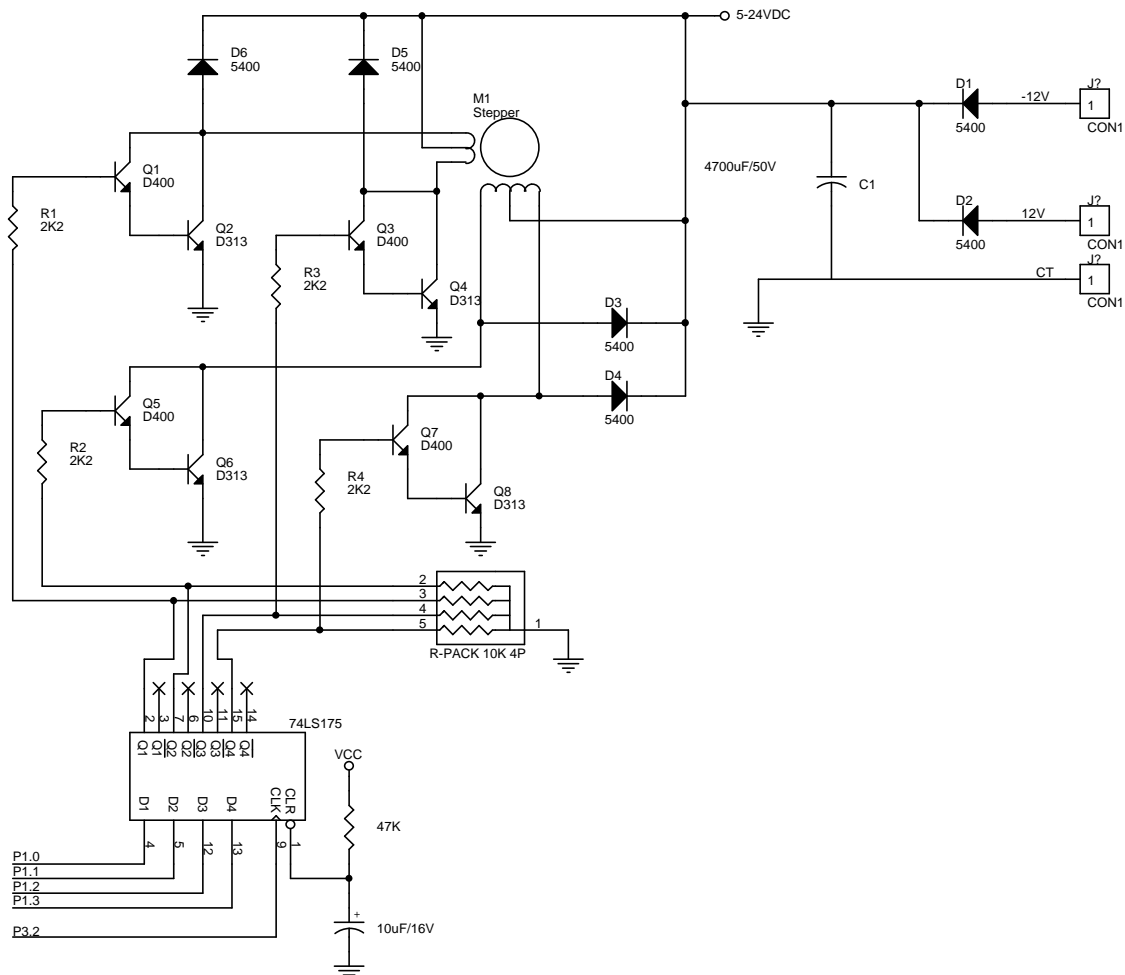 5-24VDC
D6
5400
D5
5400
M1
Stepper
D1
5400
-12V
J?
1
CON1
4700uF/50V
C1
D2
5400
12V
J?
1
CON1
J?
CT
1
CON1
Q1
D400
R1
2K2
Q2
D313
Q3
D400
R3
2K2
Q4
D313
D3
5400
D4
5400
Q5
D400
R2
2K2
Q6
D313
Q7
D400
R4
2K2
Q8
D313
2
3
4
5
1
R-PACK 10K 4P
2
3
7
6
10
11
15
14
74LS175
Q1
Q1
Q2
Q2
Q3
Q3
Q4
Q4
D1
D2
D3
D4
CLK
CLR
4
5
12
13
9
1
VCC
47K
+
10uF/16V
P1.0
P1.1
P1.2
P1.3
P3.2